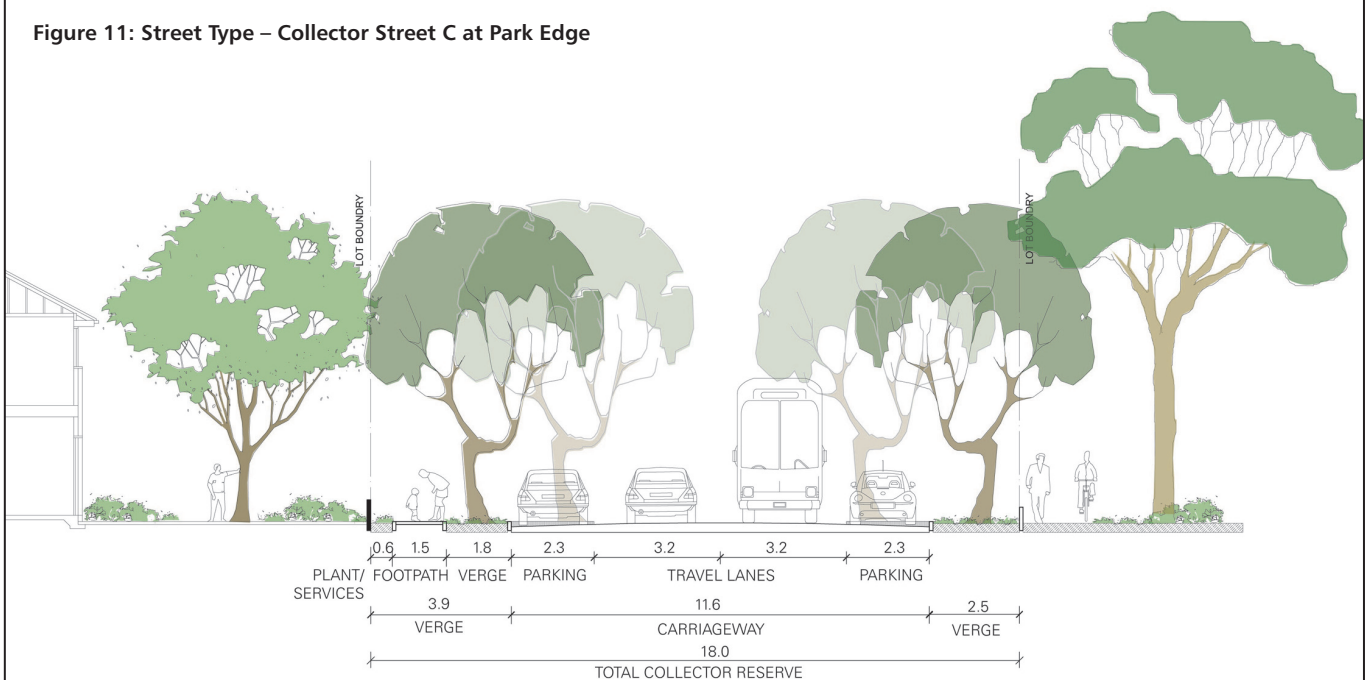 Figure 11: Street Type – Collector Street C at Park Edge
LOT BOUNDRY
LOT BOUNDRY
0.6 1.5 1.8 2.3 3.2 3.2 2.3
PLANT/ FOOTPATH VERGE PARKING TRAVEL LANES PARKING
SERVICES
3.9 11.6 2.5
VERGE CARRIAGEWAY VERGE
18.0
TOTAL COLLECTOR RESERVE